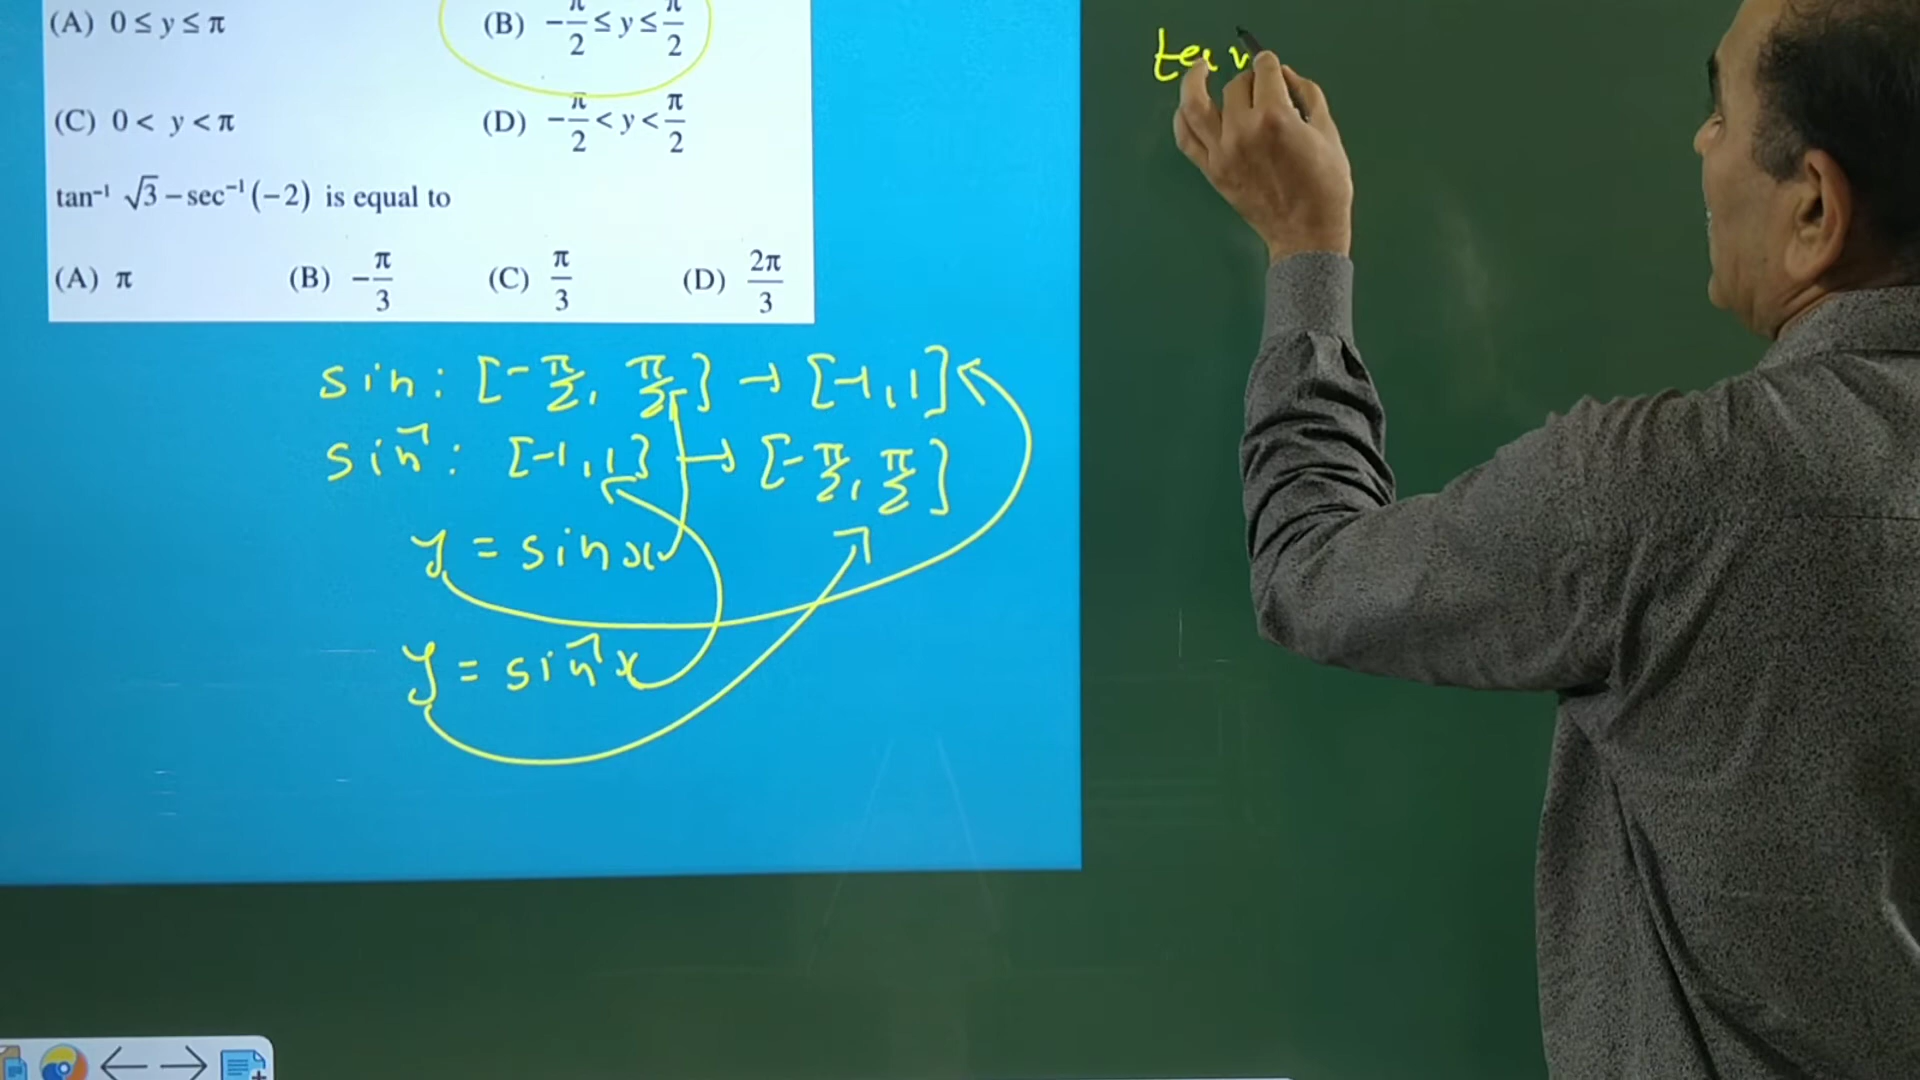 (A) 0 ≤ y ≤ π (B) −π/2 ≤ y ≤ π/2
(C) 0 < y < π (D) −π/2 < y < π/2
tan⁻¹ √3 − sec⁻¹ (−2) is equal to
(A) π (B) −π/3 (C) π/3 (D) 2π/3
sin : [−π/2, π/2] → [−1, 1]
sin⁻¹ : [−1, 1] → [−π/2, π/2]
y = sin x
y = sin⁻¹ x
tan